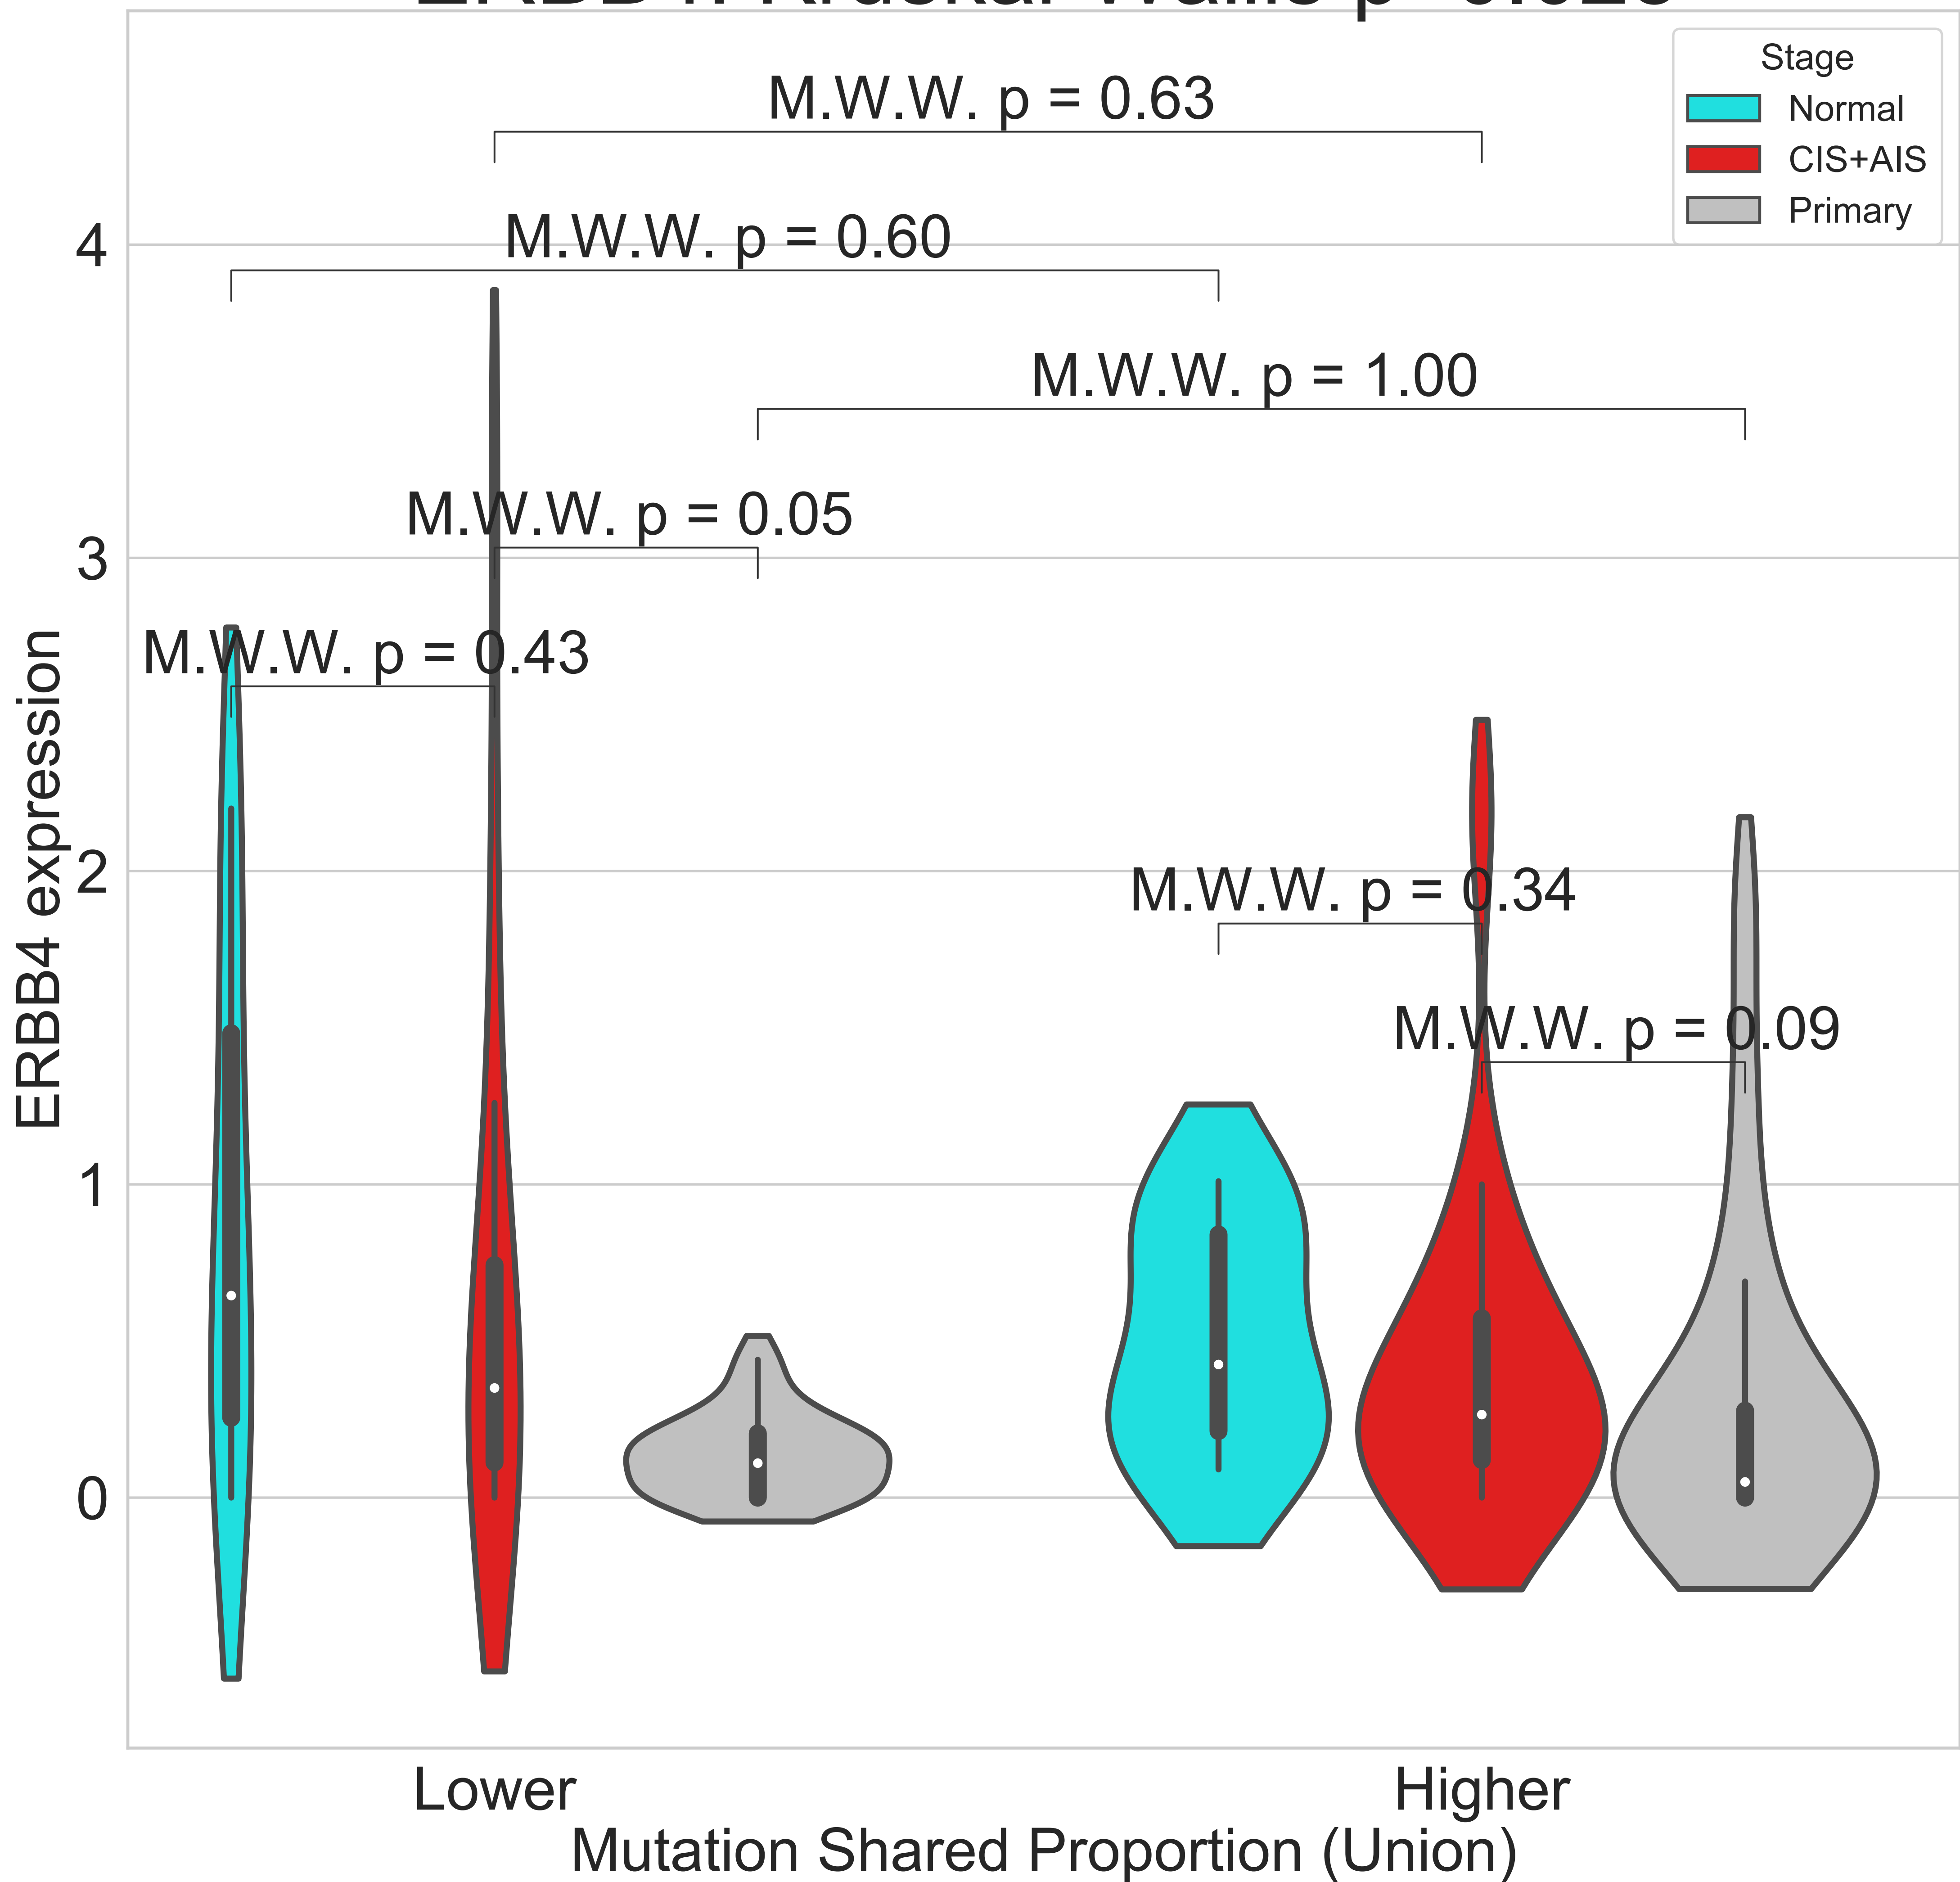 Stage
Normal
CIS+AIS
Primary
M.W.W. p = 0.63
M.W.W. p = 0.60
M.W.W. p = 1.00
M.W.W. p = 0.05
M.W.W. p = 0.43
M.W.W. p = 0.34
M.W.W. p = 0.09
4
3
2
1
0
ERBB4 expression
Lower
Higher
Mutation Shared Proportion (Union)